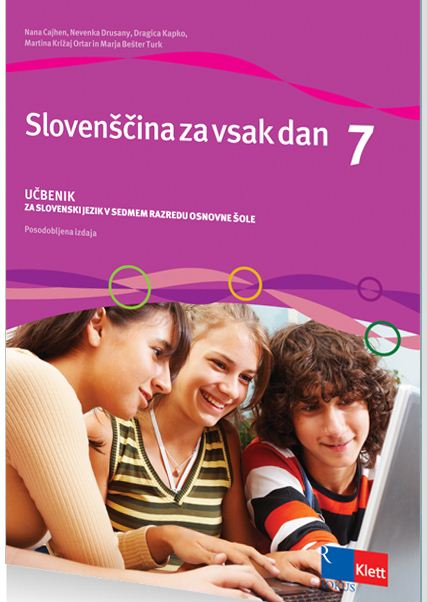 Nana Cajhen, Nevenka Drusany, Dragica Kapko,
Martina Križaj Ortar in Marja Bešter Turk
Slovenščina za vsak dan 7
UČBENIK
ZA SLOVENSKI JEZIK V SEDMEM RAZREDU OSNOVNE ŠOLE
Posodobljena izdaja
R
Klett
OKUS